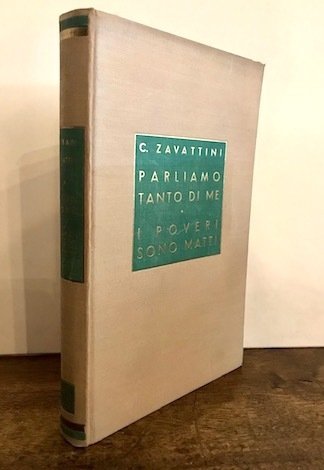 C. ZAVATTINI
PARLIAMO
TANTO DI ME
•
I POVERI
SONO MATTI